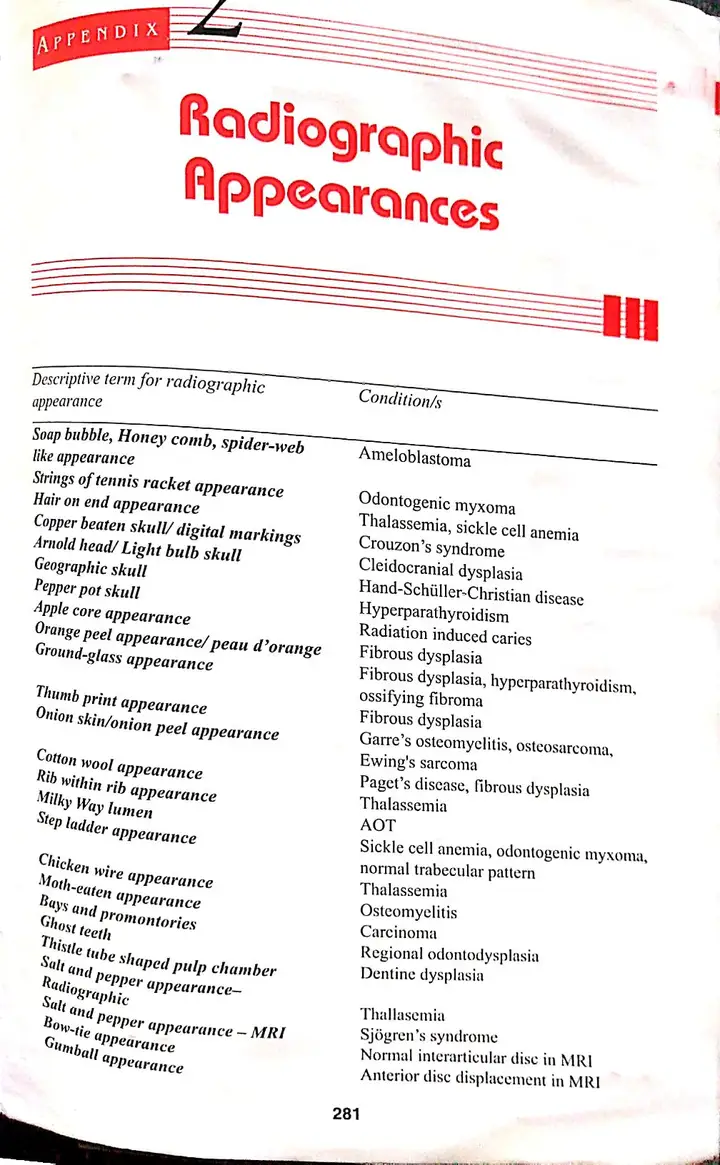 APPENDIX 2
Radiographic
Appearances
Descriptive term for radiographic
appearance
Condition/s
Soap bubble, Honey comb, spider-web
like appearance
Ameloblastoma
Strings of tennis racket appearance
Odontogenic myxoma
Hair on end appearance
Thalassemia, sickle cell anemia
Copper beaten skull/ digital markings
Crouzon's syndrome
Arnold head/ Light bulb skull
Cleidocranial dysplasia
Geographic skull
Hand-Schüller-Christian disease
Pepper pot skull
Hyperparathyroidism
Apple core appearance
Radiation induced caries
Orange peel appearance/ peau d'orange
Fibrous dysplasia
Ground-glass appearance
Fibrous dysplasia, hyperparathyroidism,
ossifying fibroma
Thumb print appearance
Fibrous dysplasia
Onion skin/onion peel appearance
Garre's osteomyelitis, osteosarcoma,
Ewing's sarcoma
Cotton wool appearance
Paget's disease, fibrous dysplasia
Rib within rib appearance
Thalassemia
Milky Way lumen
AOT
Step ladder appearance
Sickle cell anemia, odontogenic myxoma,
normal trabecular pattern
Chicken wire appearance
Thalassemia
Moth-eaten appearance
Osteomyelitis
Bays and promontories
Carcinoma
Ghost teeth
Regional odontodysplasia
Thistle tube shaped pulp chamber
Dentine dysplasia
Salt and pepper appearance–
Radiographic
Thallasemia
Salt and pepper appearance – MRI
Sjögren's syndrome
Bow-tie appearance
Normal interarticular disc in MRI
Gumball appearance
Anterior disc displacement in MRI
281